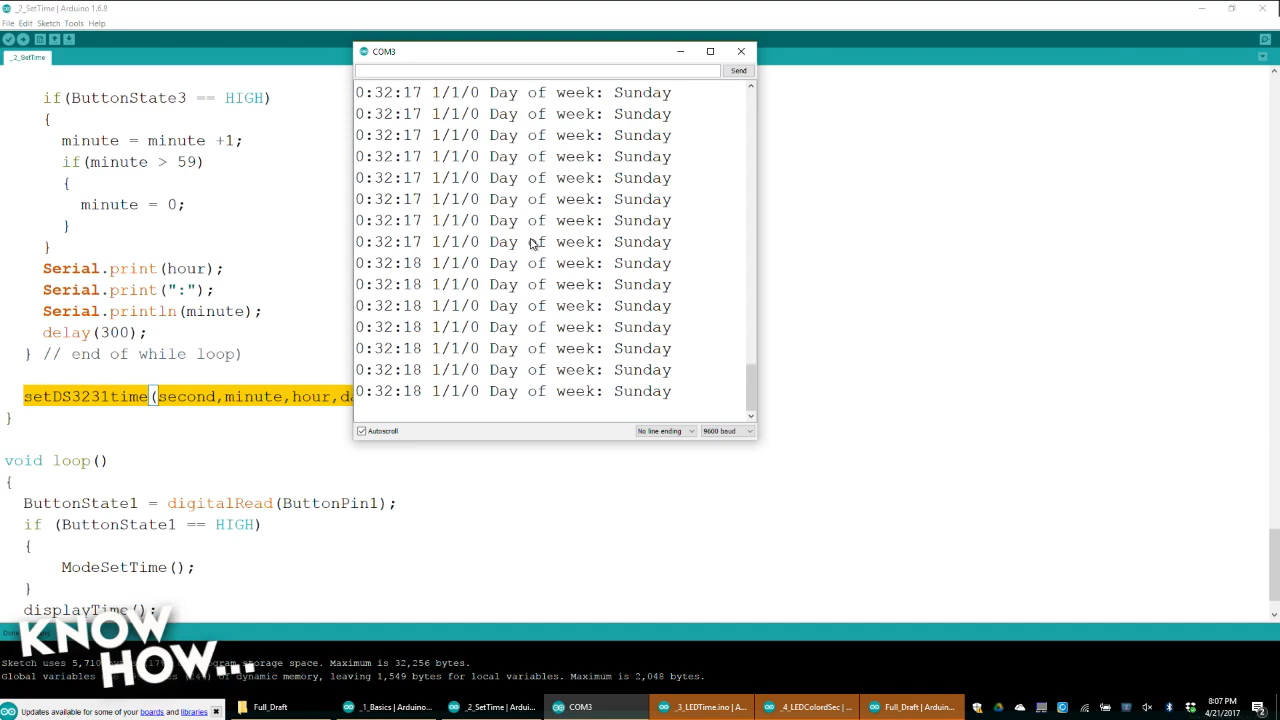 _2_SetTime | Arduino 1.6.8
File Edit Sketch Tools Help
_2_SetTime
if(ButtonState3 == HIGH)
{
minute = minute +1;
if(minute > 59)
{
minute = 0;
}
}
Serial.print(hour);
Serial.print(":");
Serial.println(minute);
delay(300);
} // end of while loop)
setDS3231time(second,minute,hour,da
}
void loop()
{
ButtonState1 = digitalRead(ButtonPin1);
if (ButtonState1 == HIGH)
{
ModeSetTime();
}
displayTime();
COM3
Send
0:32:17 1/1/0 Day of week: Sunday
0:32:17 1/1/0 Day of week: Sunday
0:32:17 1/1/0 Day of week: Sunday
0:32:17 1/1/0 Day of week: Sunday
0:32:17 1/1/0 Day of week: Sunday
0:32:17 1/1/0 Day of week: Sunday
0:32:17 1/1/0 Day of week: Sunday
0:32:17 1/1/0 Day of week: Sunday
0:32:18 1/1/0 Day of week: Sunday
0:32:18 1/1/0 Day of week: Sunday
0:32:18 1/1/0 Day of week: Sunday
0:32:18 1/1/0 Day of week: Sunday
0:32:18 1/1/0 Day of week: Sunday
0:32:18 1/1/0 Day of week: Sunday
0:32:18 1/1/0 Day of week: Sunday
Autoscroll
No line ending
9600 baud
KNOW
HOW...
Sketch uses 5,710 program storage space. Maximum is 32,256 bytes.
Global variables of dynamic memory, leaving 1,549 bytes for local variables. Maximum is 2,048 bytes.
Updates available for some of your boards and libraries
Full_Draft
_1_Basics | Arduino...
_2_SetTime | Arduin...
COM3
_3_LEDTime.ino | A...
_4_LEDColordSec | ...
Full_Draft | Arduin...
8:07 PM
4/21/2017